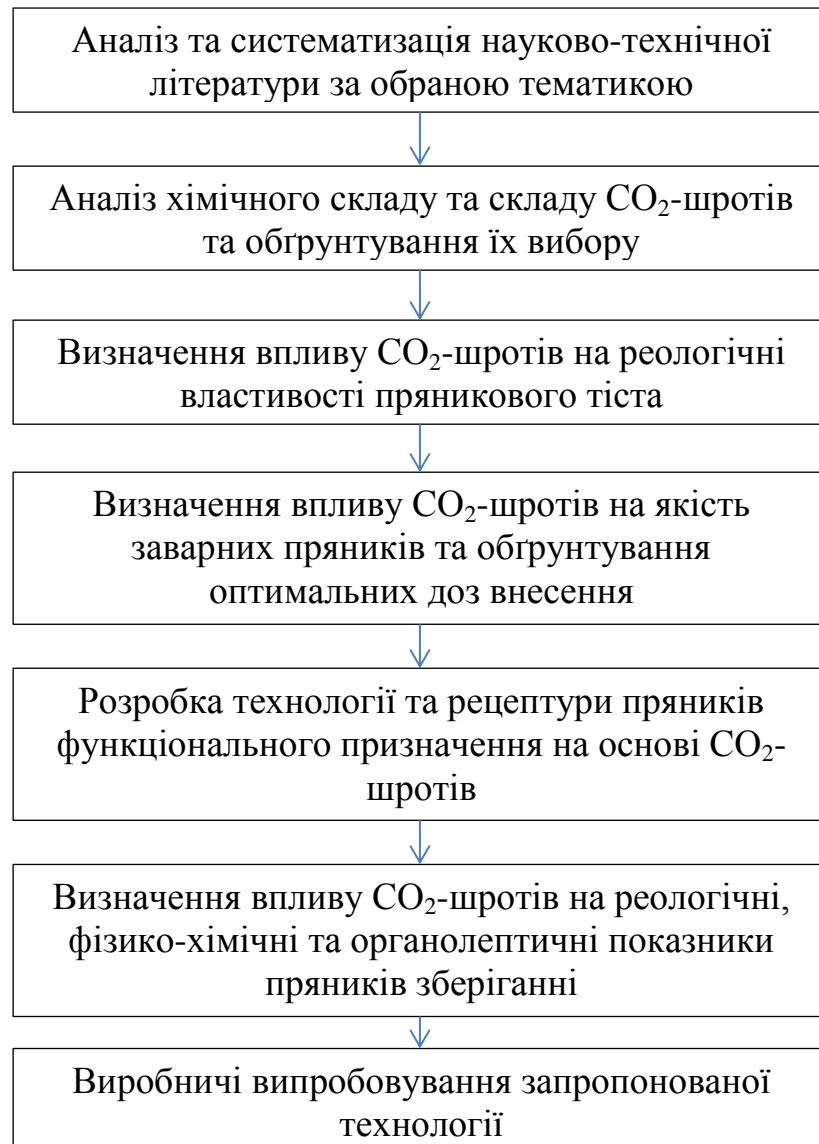 Аналіз та систематизація науково-технічної
літератури за обраною тематикою
Аналіз хімічного складу та складу CO₂-шротів
та обґрунтування їх вибору
Визначення впливу CO₂-шротів на реологічні
властивості пряникового тіста
Визначення впливу CO₂-шротів на якість
заварних пряників та обґрунтування
оптимальних доз внесення
Розробка технології та рецептури пряників
функціонального призначення на основі CO₂-
шротів
Визначення впливу CO₂-шротів на реологічні,
фізико-хімічні та органолептичні показники
пряників зберіганні
Виробничі випробовування запропонованої
технології